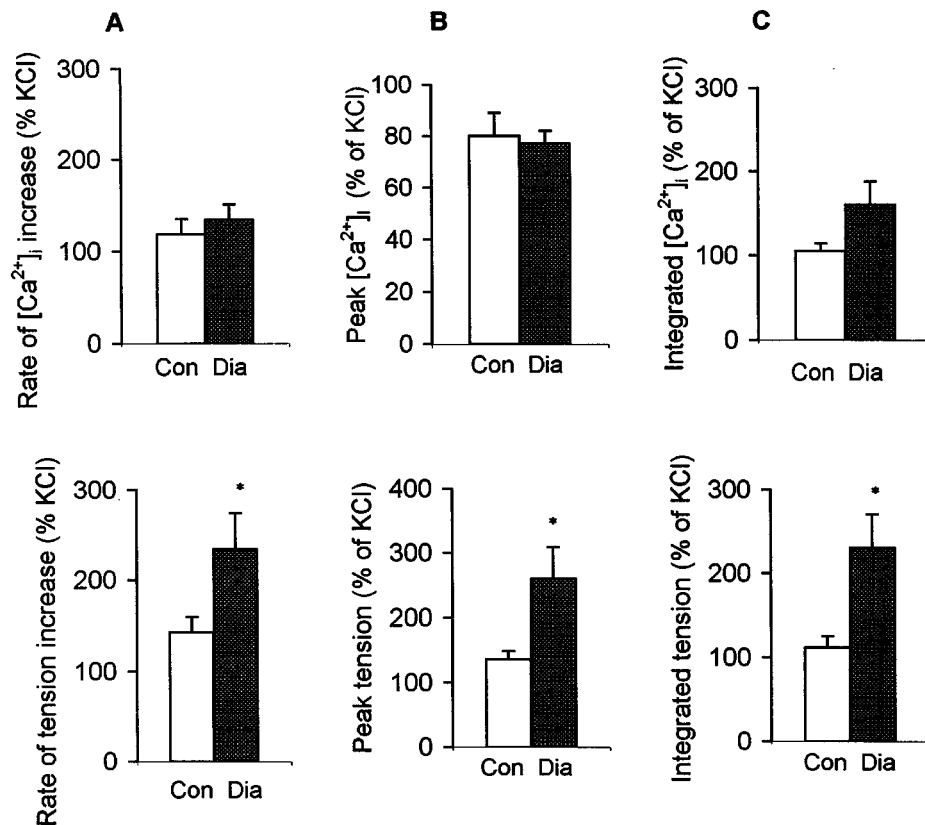 A
B
C
Rate of [Ca²⁺]ᵢ increase (% KCl)
300
200
100
0
Con Dia
Peak [Ca²⁺]ᵢ (% of KCl)
100
80
60
40
20
0
Con Dia
Integrated [Ca²⁺]ᵢ (% of KCl)
300
200
100
0
Con Dia
Rate of tension increase (% KCl)
300
200
100
0
*
Con Dia
Peak tension (% of KCl)
400
300
200
100
0
*
Con Dia
Integrated tension (% of KCl)
300
200
100
0
*
Con Dia